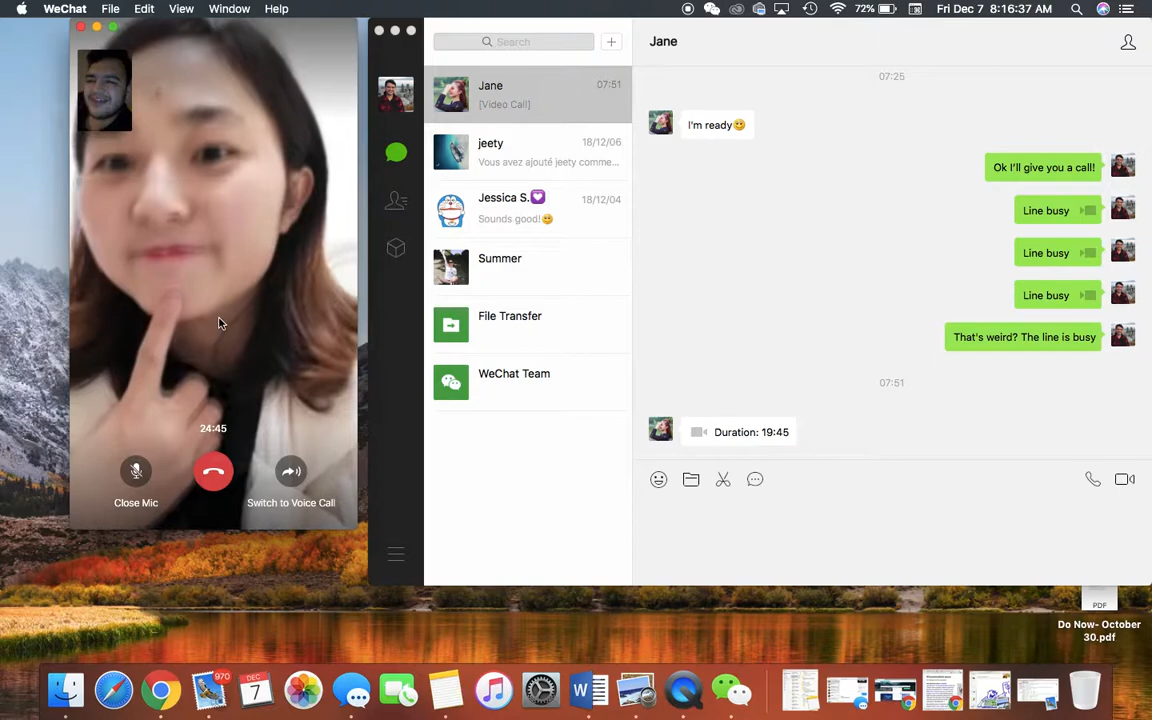 WeChat File Edit View Window Help
72% Fri Dec 7 8:16:37 AM
24:45
Close Mic
Switch to Voice Call
Search
Jane 07:51
[Video Call]
jeety 18/12/06
Vous avez ajouté jeety comme...
Jessica S. 18/12/04
Sounds good!
Summer
File Transfer
WeChat Team
Jane
07:25
I'm ready
Ok I'll give you a call!
Line busy
Line busy
Line busy
That's weird? The line is busy
07:51
Duration: 19:45
PDF
Do Now- October
30.pdf
970
DEC
7